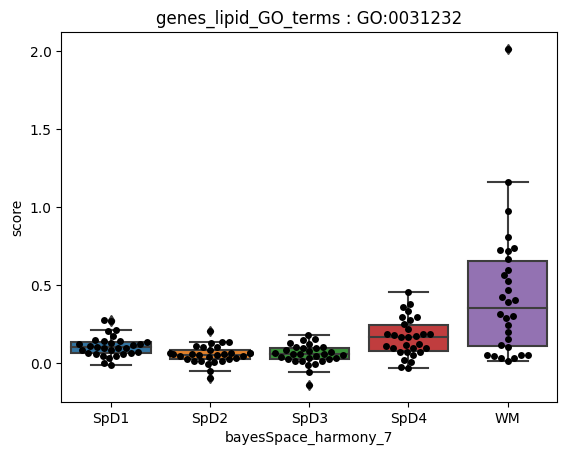 genes_lipid_GO_terms : GO:0031232
2.0
1.5
1.0
0.5
0.0
score
SpD1 SpD2 SpD3 SpD4 WM
bayesSpace_harmony_7